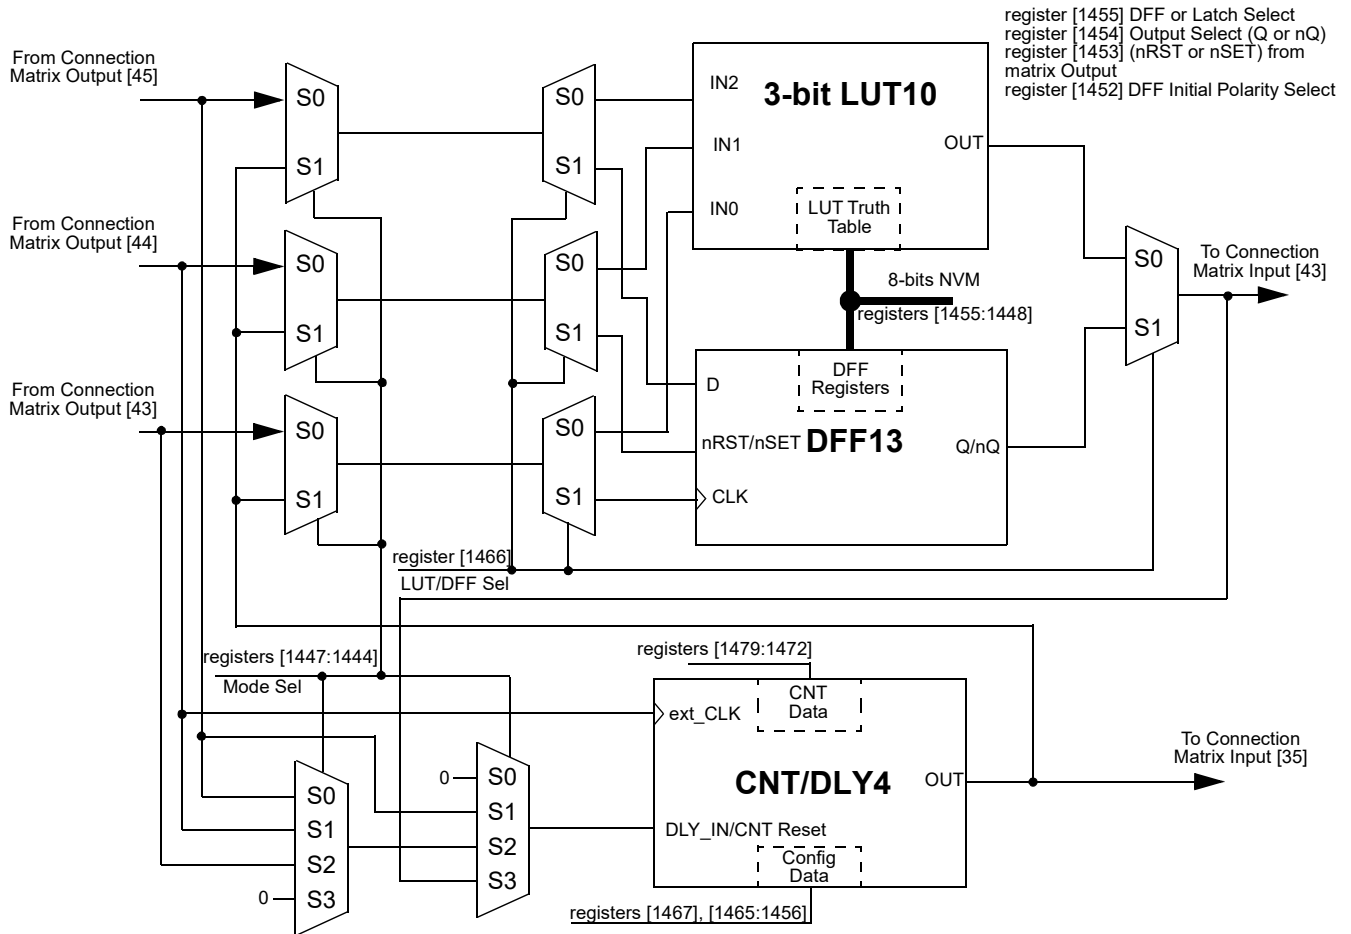 register [1455] DFF or Latch Select
register [1454] Output Select (Q or nQ)
register [1453] (nRST or nSET) from
matrix Output
register [1452] DFF Initial Polarity Select
From Connection
Matrix Output [45]
S0
S1
S0
S1
IN2
IN1
IN0
3-bit LUT10
OUT
LUT Truth
Table
From Connection
Matrix Output [44]
S0
S1
S0
S1
8-bits NVM
registers [1455:1448]
S0
S1
To Connection
Matrix Input [43]
From Connection
Matrix Output [43]
S0
S1
S0
S1
D
nRST/nSET
CLK
DFF
Registers
DFF13
Q/nQ
register [1466]
LUT/DFF Sel
registers [1447:1444]
Mode Sel
registers [1479:1472]
S0
S1
S2
S3
0
0
S0
S1
S2
S3
ext_CLK
CNT
Data
CNT/DLY4
OUT
DLY_IN/CNT Reset
Config
Data
To Connection
Matrix Input [35]
registers [1467], [1465:1456]